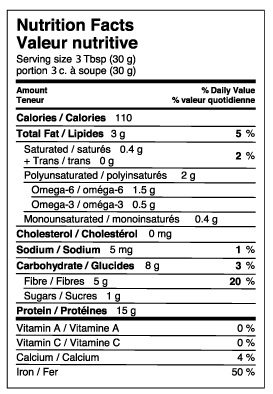 Nutrition Facts
Valeur nutritive
Serving size 3 Tbsp (30 g)
portion 3 c. à soupe (30 g)
Amount % Daily Value
Teneur % valeur quotidienne
Calories / Calories 110
Total Fat / Lipides 3 g 5 %
Saturated / saturés 0.4 g
+ Trans / trans 0 g 2 %
Polyunsaturated / polyinsaturés 2 g
Omega-6 / oméga-6 1.5 g
Omega-3 / oméga-3 0.5 g
Monounsaturated / monoinsaturés 0.4 g
Cholesterol / Cholestérol 0 mg
Sodium / Sodium 5 mg 1 %
Carbohydrate / Glucides 8 g 3 %
Fibre / Fibres 5 g 20 %
Sugars / Sucres 1 g
Protein / Protéines 15 g
Vitamin A / Vitamine A 0 %
Vitamin C / Vitamine C 0 %
Calcium / Calcium 4 %
Iron / Fer 50 %